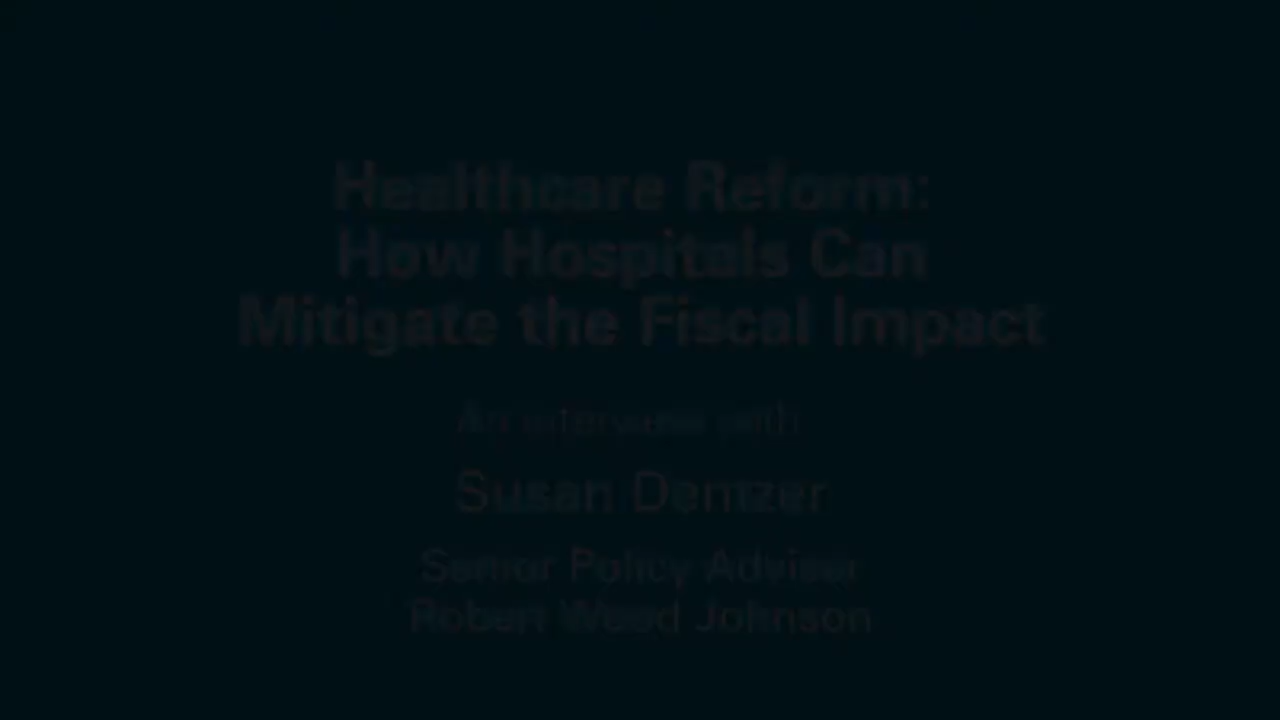 Healthcare Reform:
How Hospitals Can
Mitigate the Fiscal Impact
An interview with
Susan Dentzer
Senior Policy Adviser
Robert Wood Johnson